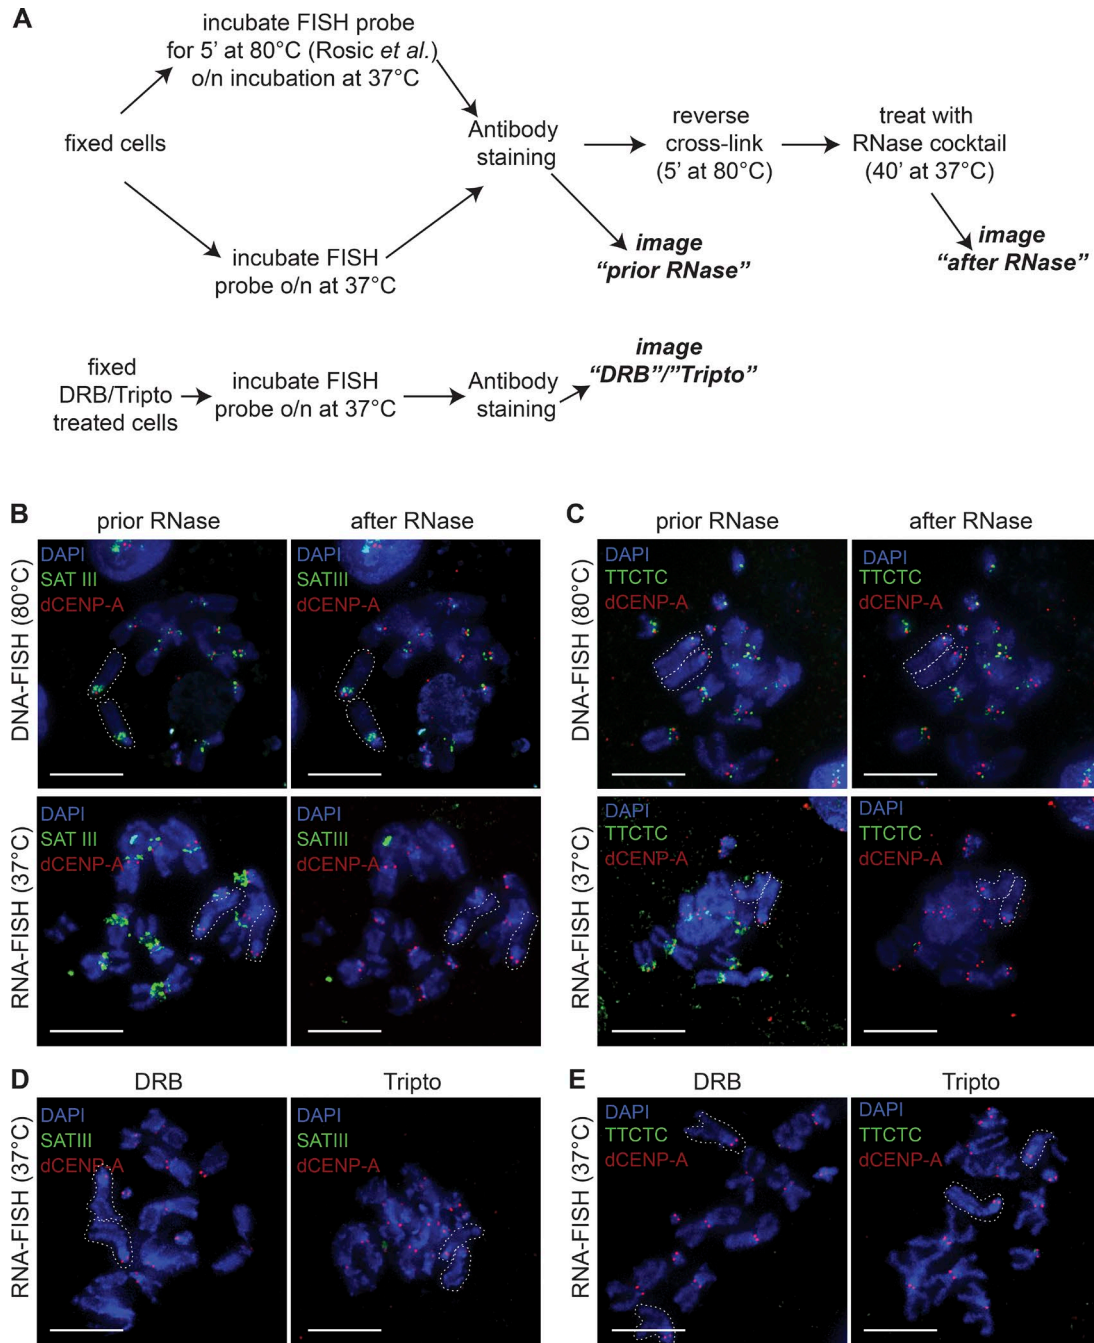 A
incubate FISH probe
for 5' at 80°C (Rosic et al.)
o/n incubation at 37°C
fixed cells
Antibody
staining
reverse
cross-link
(5' at 80°C)
treat with
RNase cocktail
(40' at 37°C)
incubate FISH
probe o/n at 37°C
image
“prior RNase”
image
“after RNase”
fixed
DRB/Tripto
treated cells
incubate FISH
probe o/n at 37°C
Antibody
staining
image
“DRB”/”Tripto”
B
prior RNase
after RNase
DNA-FISH (80°C)
DAPI
SAT III
dCENP-A
DAPI
SATIII
dCENP-A
RNA-FISH (37°C)
DAPI
SAT III
dCENP-A
DAPI
SATIII
dCENP-A
C
prior RNase
after RNase
DNA-FISH (80°C)
DAPI
TTCTC
dCENP-A
DAPI
TTCTC
dCENP-A
RNA-FISH (37°C)
DAPI
TTCTC
dCENP-A
DAPI
TTCTC
dCENP-A
D
DRB
Tripto
RNA-FISH (37°C)
DAPI
SATIII
dCENP-A
DAPI
SATIII
dCENP-A
E
DRB
Tripto
RNA-FISH (37°C)
DAPI
TTCTC
dCENP-A
DAPI
TTCTC
dCENP-A